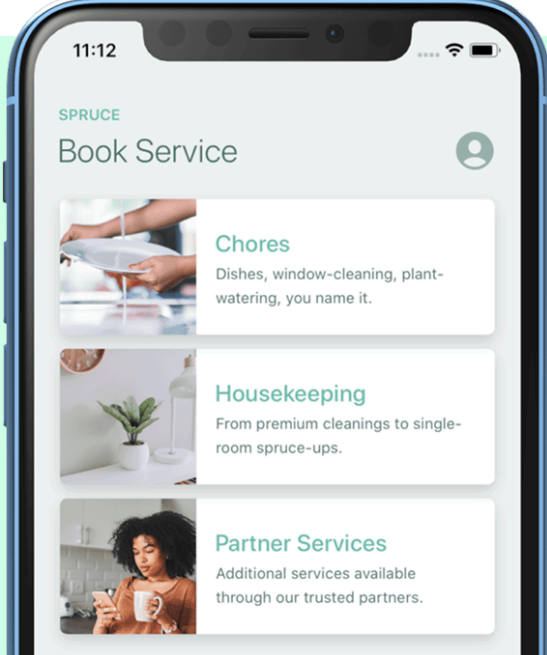 11:12
SPRUCE
Book Service
Chores
Dishes, window-cleaning, plant-
watering, you name it.
Housekeeping
From premium cleanings to single-
room spruce-ups.
Partner Services
Additional services available
through our trusted partners.